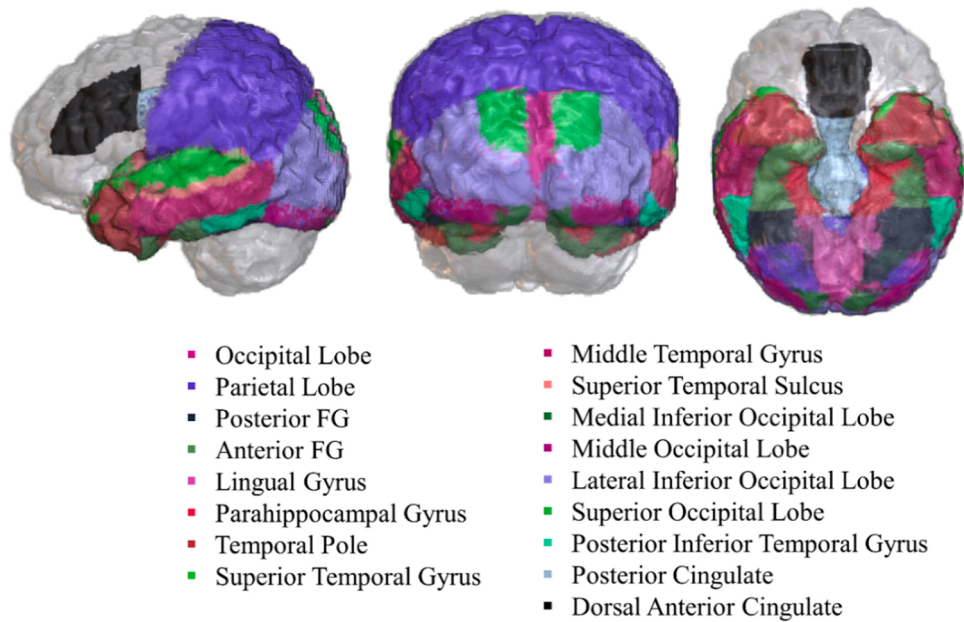 Occipital Lobe
Parietal Lobe
Posterior FG
Anterior FG
Lingual Gyrus
Parahippocampal Gyrus
Temporal Pole
Superior Temporal Gyrus
Middle Temporal Gyrus
Superior Temporal Sulcus
Medial Inferior Occipital Lobe
Middle Occipital Lobe
Lateral Inferior Occipital Lobe
Superior Occipital Lobe
Posterior Inferior Temporal Gyrus
Posterior Cingulate
Dorsal Anterior Cingulate